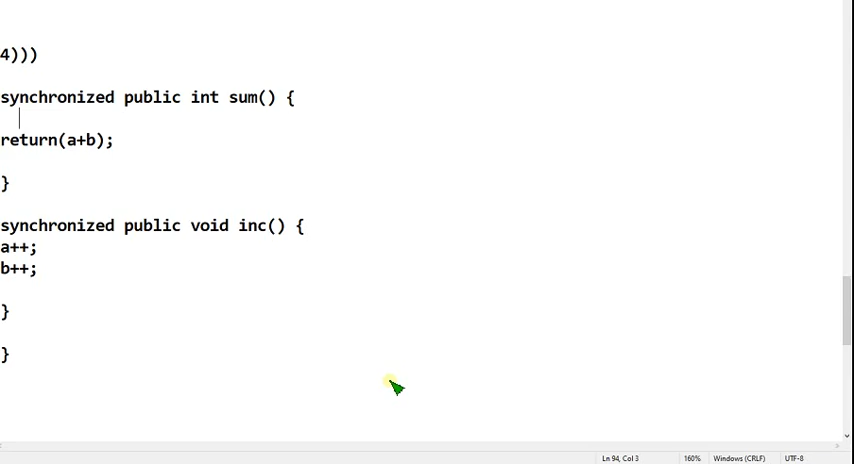 4)))
synchronized public int sum() {
return(a+b);
}
synchronized public void inc() {
a++;
b++;
}
}
Ln 94, Col 3 160% Windows (CRLF) UTF-8